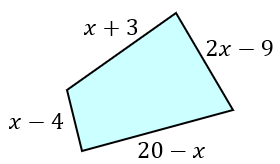 x + 3
2x − 9
x − 4
20 − x